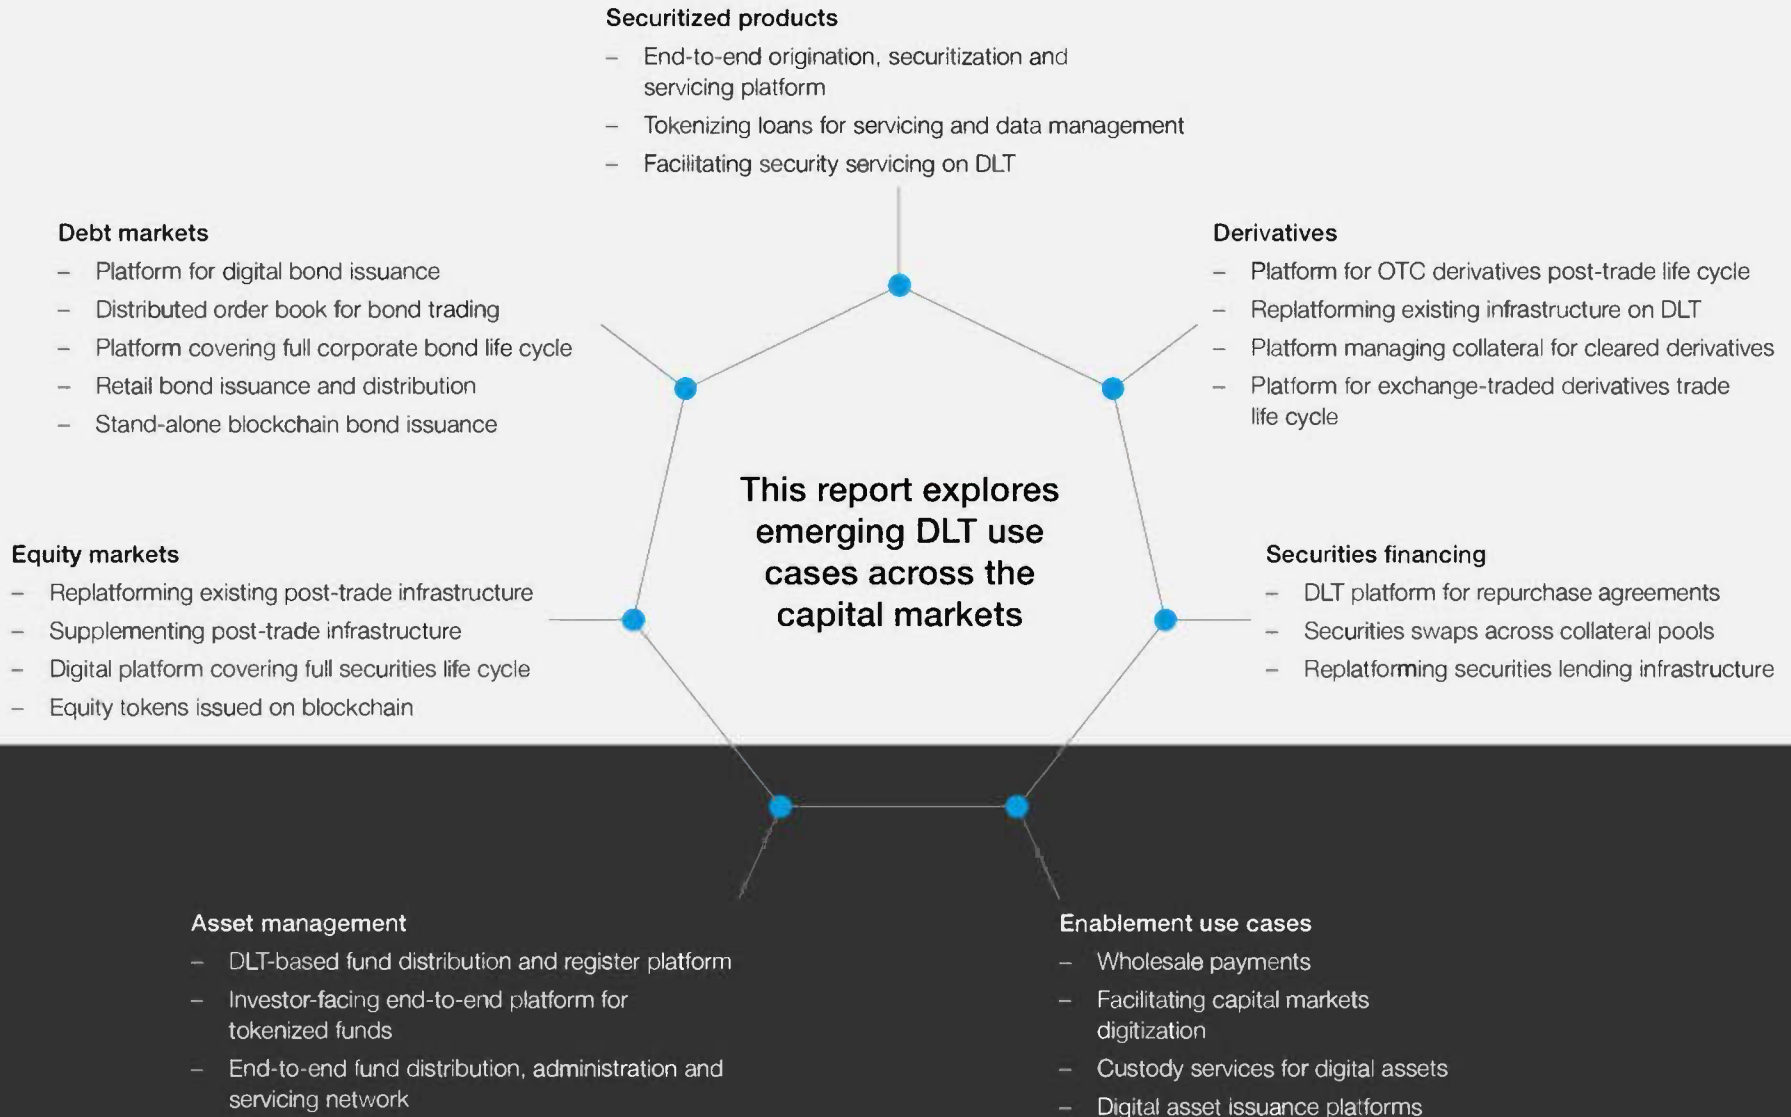 Securitized products
– End-to-end origination, securitization and
servicing platform
– Tokenizing loans for servicing and data management
– Facilitating security servicing on DLT
Debt markets
– Platform for digital bond issuance
– Distributed order book for bond trading
– Platform covering full corporate bond life cycle
– Retail bond issuance and distribution
– Stand-alone blockchain bond issuance
Derivatives
– Platform for OTC derivatives post-trade life cycle
– Replatforming existing infrastructure on DLT
– Platform managing collateral for cleared derivatives
– Platform for exchange-traded derivatives trade
life cycle
This report explores
emerging DLT use
cases across the
capital markets
Equity markets
– Replatforming existing post-trade infrastructure
– Supplementing post-trade infrastructure
– Digital platform covering full securities life cycle
– Equity tokens issued on blockchain
Securities financing
– DLT platform for repurchase agreements
– Securities swaps across collateral pools
– Replatforming securities lending infrastructure
Asset management
– DLT-based fund distribution and register platform
– Investor-facing end-to-end platform for
tokenized funds
– End-to-end fund distribution, administration and
servicing network
Enablement use cases
– Wholesale payments
– Facilitating capital markets
digitization
– Custody services for digital assets
– Digital asset issuance platforms